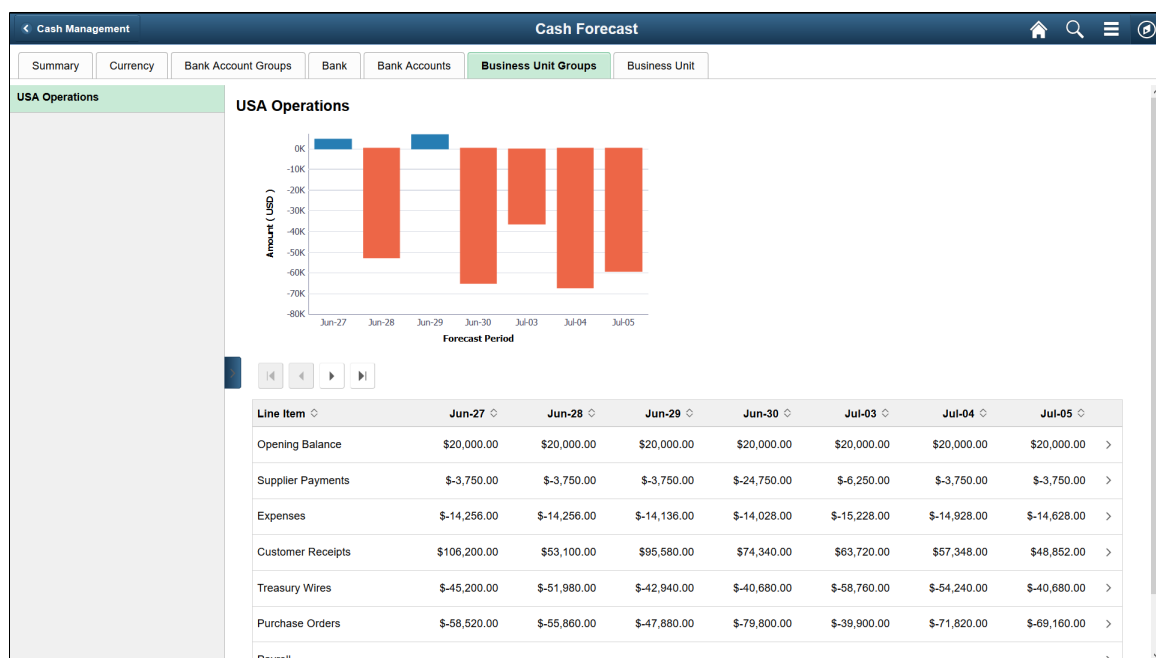 Cash Management
Cash Forecast
Summary Currency Bank Account Groups Bank Bank Accounts Business Unit Groups Business Unit
USA Operations
USA Operations
0K
-10K
-20K
-30K
-40K
-50K
-60K
-70K
-80K
Amount ( USD )
Jun-27 Jun-28 Jun-29 Jun-30 Jul-03 Jul-04 Jul-05
Forecast Period
Line Item Jun-27 Jun-28 Jun-29 Jun-30 Jul-03 Jul-04 Jul-05
Opening Balance $20,000.00 $20,000.00 $20,000.00 $20,000.00 $20,000.00 $20,000.00 $20,000.00
Supplier Payments $-3,750.00 $-3,750.00 $-3,750.00 $-24,750.00 $-6,250.00 $-3,750.00 $-3,750.00
Expenses $-14,256.00 $-14,256.00 $-14,136.00 $-14,028.00 $-15,228.00 $-14,928.00 $-14,628.00
Customer Receipts $106,200.00 $53,100.00 $95,580.00 $74,340.00 $63,720.00 $57,348.00 $48,852.00
Treasury Wires $-45,200.00 $-51,980.00 $-42,940.00 $-40,680.00 $-58,760.00 $-54,240.00 $-40,680.00
Purchase Orders $-58,520.00 $-55,860.00 $-47,880.00 $-79,800.00 $-39,900.00 $-71,820.00 $-69,160.00